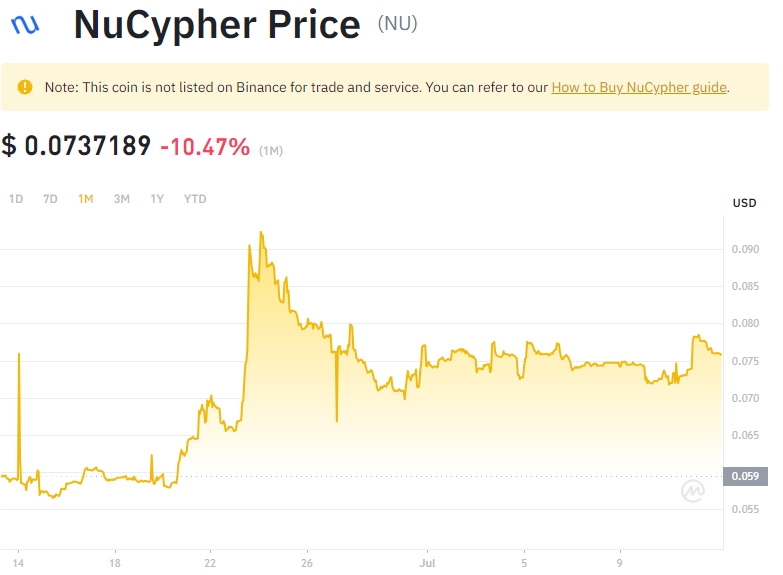 NuCypher Price (NU)
Note: This coin is not listed on Binance for trade and service. You can refer to our How to Buy NuCypher guide.
$ 0.0737189 -10.47% (1M)
1D 7D 1M 3M 1Y YTD
USD
0.090
0.085
0.080
0.075
0.070
0.065
0.059
0.055
14 18 22 26 Jul 5 9